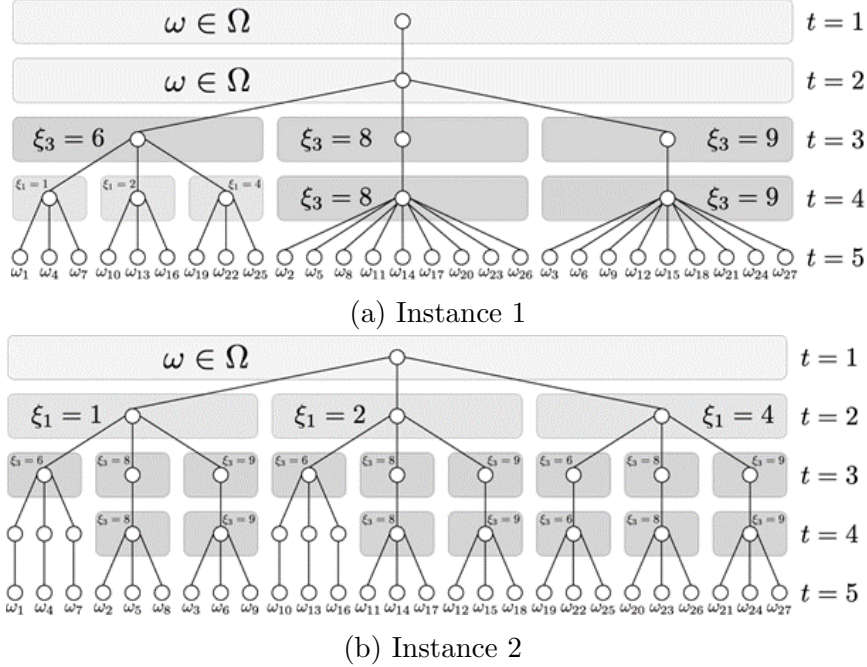 ω ∈ Ω t = 1
ω ∈ Ω t = 2
ξ₃ = 6 ξ₃ = 8 ξ₃ = 9 t = 3
ξ₁ = 1 ξ₁ = 2 ξ₁ = 4 ξ₃ = 8 ξ₃ = 9 t = 4
t = 5
ω₁ ω₄ ω₇ ω₁₀ ω₁₃ ω₁₆ ω₁₉ ω₂₂ ω₂₅ ω₂ ω₅ ω₈ ω₁₁ ω₁₄ ω₁₇ ω₂₀ ω₂₃ ω₂₆ ω₃ ω₆ ω₉ ω₁₂ ω₁₅ ω₁₈ ω₂₁ ω₂₄ ω₂₇
(a) Instance 1
ω ∈ Ω t = 1
ξ₁ = 1 ξ₁ = 2 ξ₁ = 4 t = 2
ξ₃ = 6 ξ₃ = 8 ξ₃ = 9 ξ₃ = 6 ξ₃ = 8 ξ₃ = 9 ξ₃ = 6 ξ₃ = 8 ξ₃ = 9 t = 3
ξ₃ = 8 ξ₃ = 9 ξ₃ = 8 ξ₃ = 9 ξ₃ = 6 ξ₃ = 8 ξ₃ = 9 t = 4
t = 5
ω₁ ω₄ ω₇ ω₂ ω₅ ω₈ ω₃ ω₆ ω₉ ω₁₀ ω₁₃ ω₁₆ ω₁₁ ω₁₄ ω₁₇ ω₁₂ ω₁₅ ω₁₈ ω₁₉ ω₂₂ ω₂₅ ω₂₀ ω₂₃ ω₂₆ ω₂₁ ω₂₄ ω₂₇
(b) Instance 2